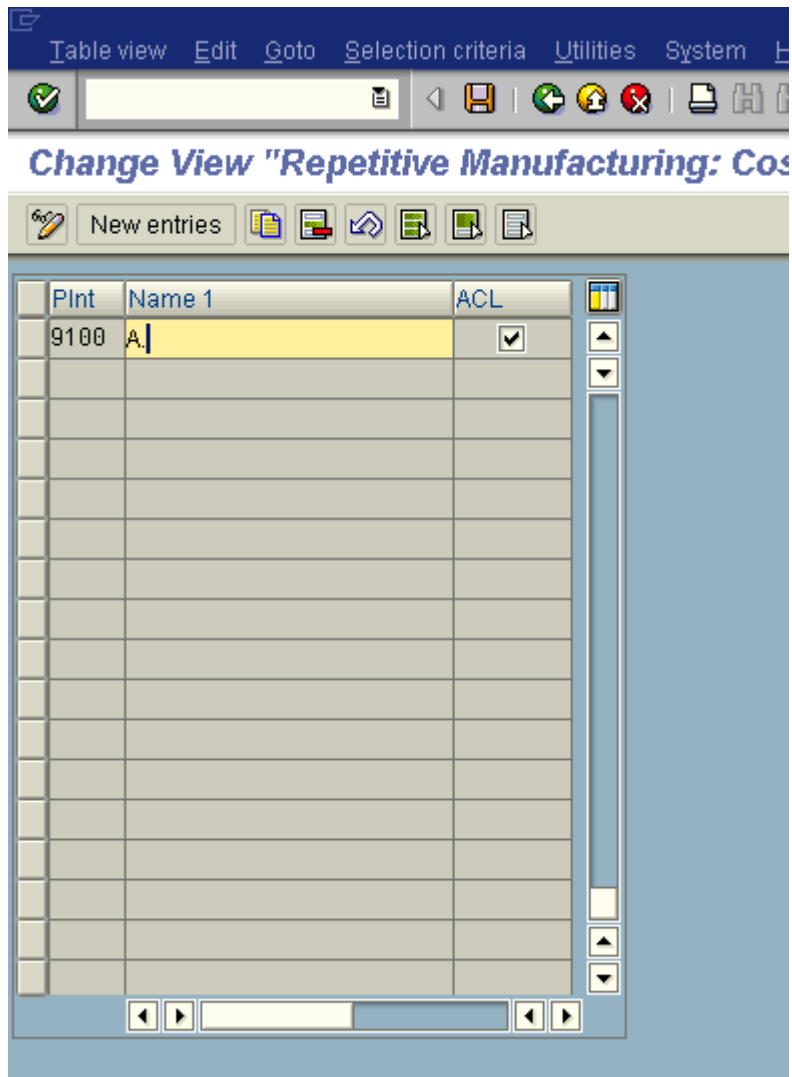 Table view Edit Goto Selection criteria Utilities System H
Change View "Repetitive Manufacturing: Cos
New entries
Plnt Name 1 ACL
9100 A.